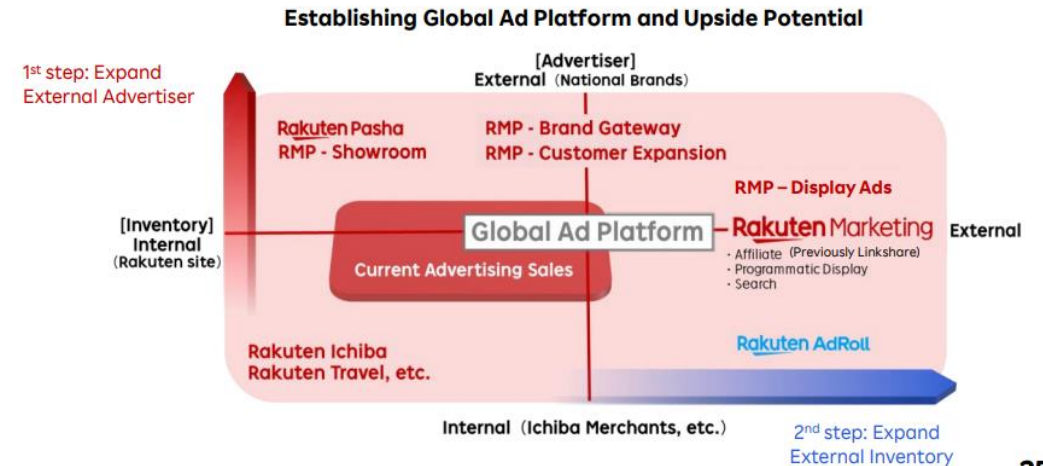 Establishing Global Ad Platform and Upside Potential
1st step: Expand
External Advertiser
[Advertiser]
External (National Brands)
Rakuten Pasha
RMP - Showroom
RMP - Brand Gateway
RMP - Customer Expansion
RMP – Display Ads
[Inventory]
Internal
(Rakuten site)
Global Ad Platform
Rakuten Marketing
External
・Affiliate (Previously Linkshare)
・Programmatic Display
・Search
Current Advertising Sales
Rakuten AdRoll
Rakuten Ichiba
Rakuten Travel, etc.
Internal (Ichiba Merchants, etc.)
2nd step: Expand
External Inventory